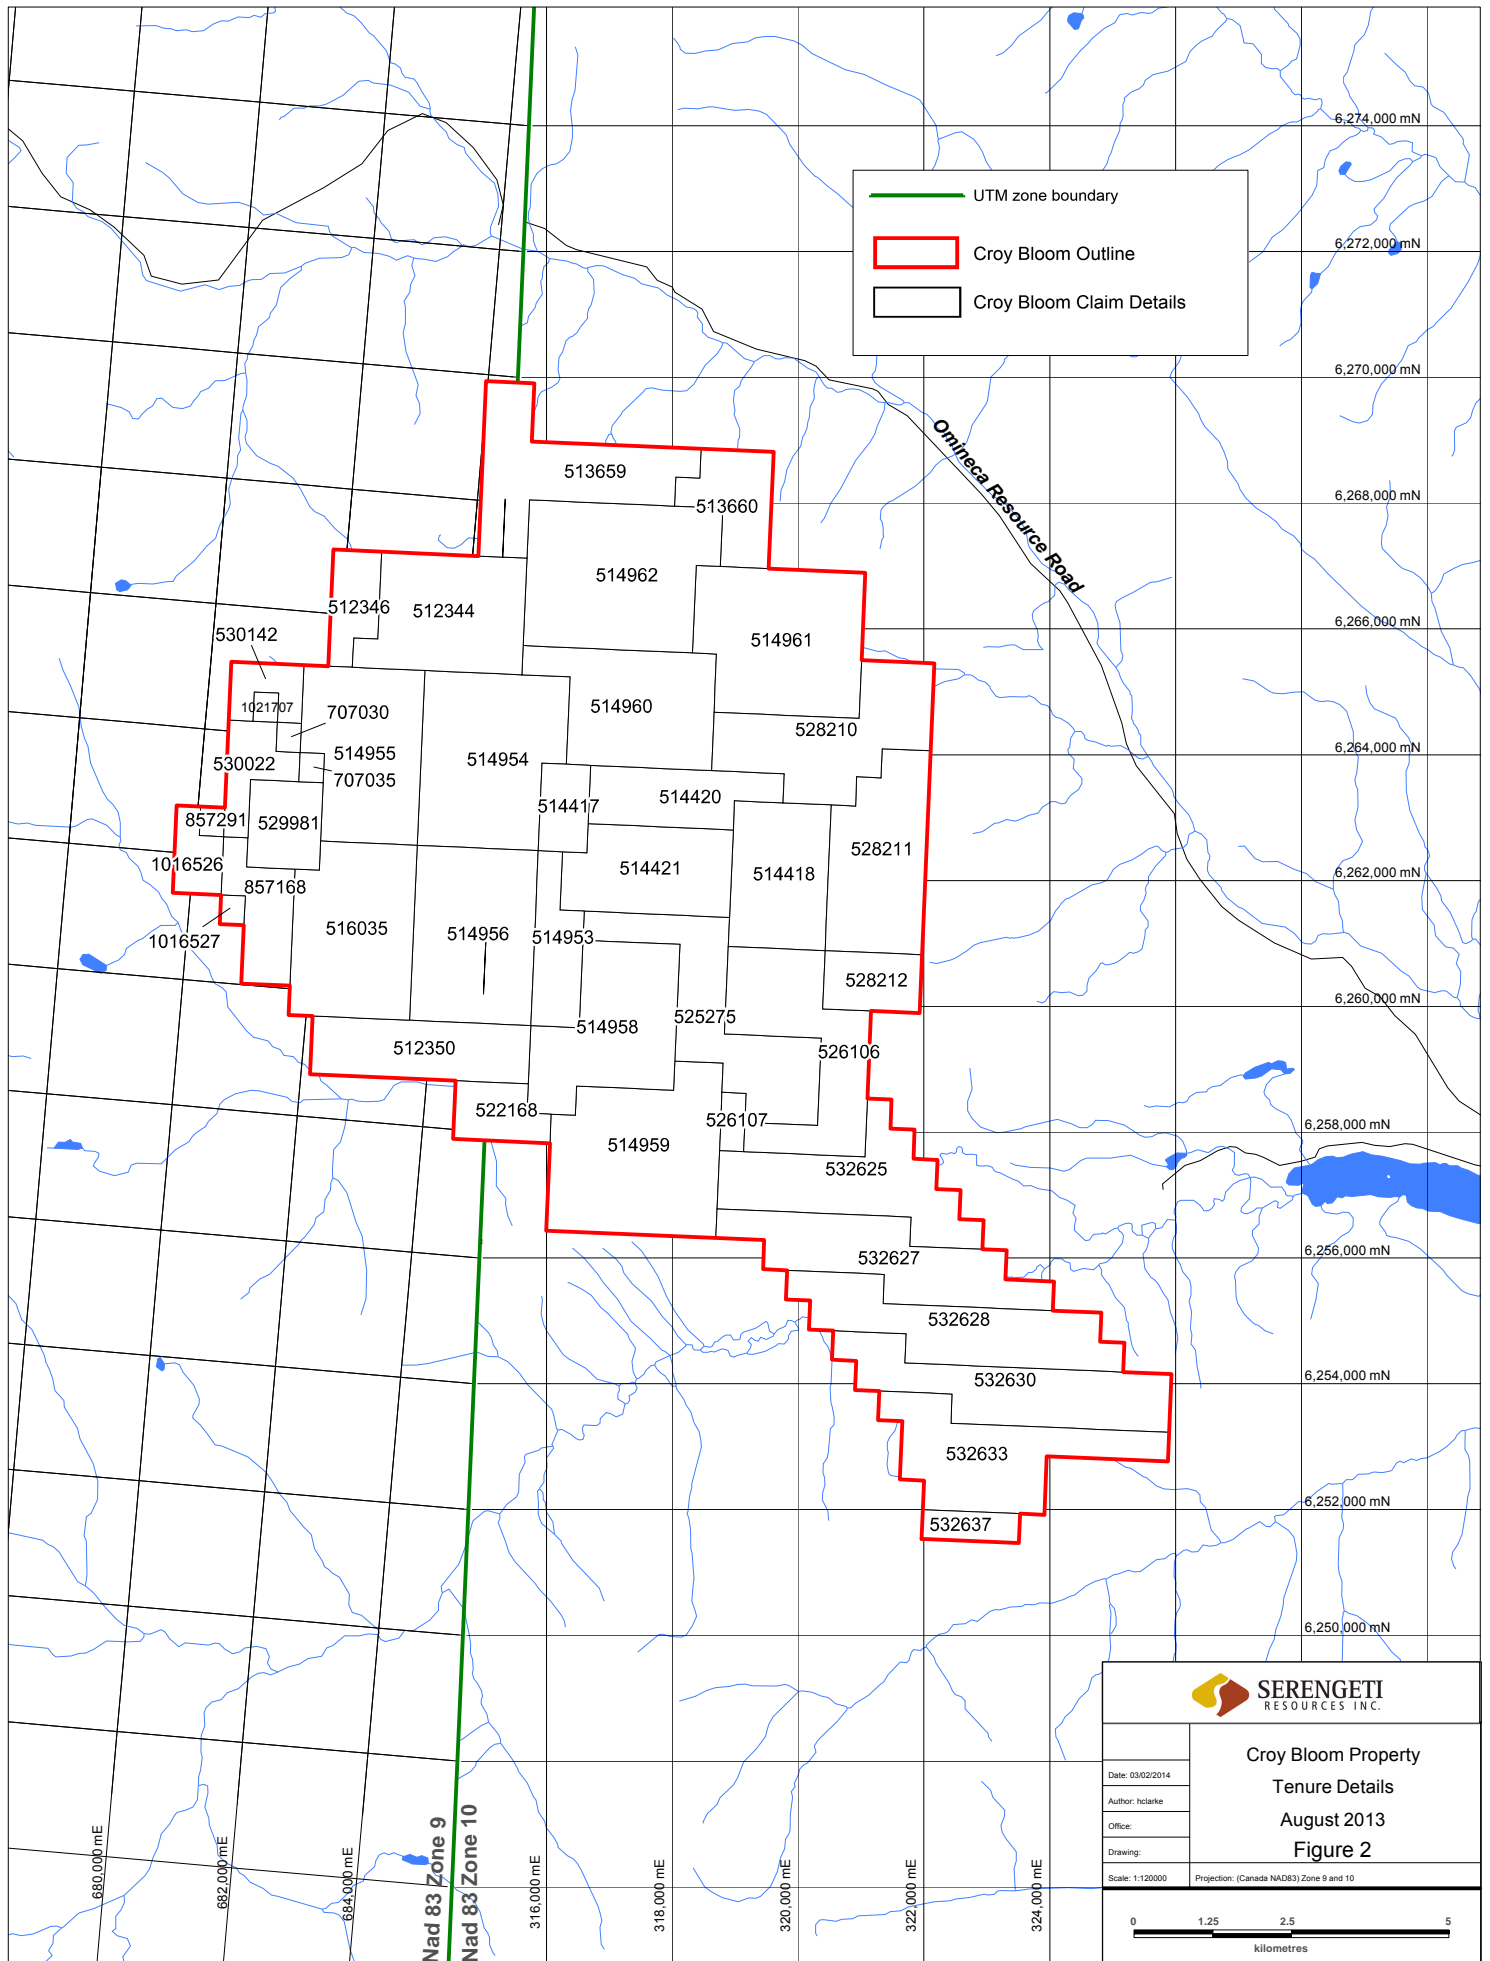 6,274,000 mN
UTM zone boundary
6,272,000 mN
Croy Bloom Outline
Croy Bloom Claim Details
6,270,000 mN
Omineca Resource Road
513659
6,268,000 mN
513660
514962
512346
512344
6,266,000 mN
530142
514961
1021707
707030
514960
528210
514955
514954
6,264,000 mN
530022
707035
514420
514417
857291
529981
528211
1016526
514421
514418
6,262,000 mN
857168
516035
514956
514953
1016527
528212
6,260,000 mN
525275
514958
512350
526106
522168
526107
6,258,000 mN
514959
532625
6,256,000 mN
532627
532628
532630
6,254,000 mN
532633
6,252,000 mN
532637
6,250,000 mN
SERENGETI
RESOURCES INC.
Croy Bloom Property
Tenure Details
August 2013
Figure 2
Date: 03/02/2014
Author: hclarke
Office:
Drawing:
Scale: 1:120000
Projection: (Canada NAD83) Zone 9 and 10
0 1.25 2.5 5
kilometres
680,000 mE
682,000 mE
684,000 mE
Nad 83 Zone 9
Nad 83 Zone 10
316,000 mE
318,000 mE
320,000 mE
322,000 mE
324,000 mE